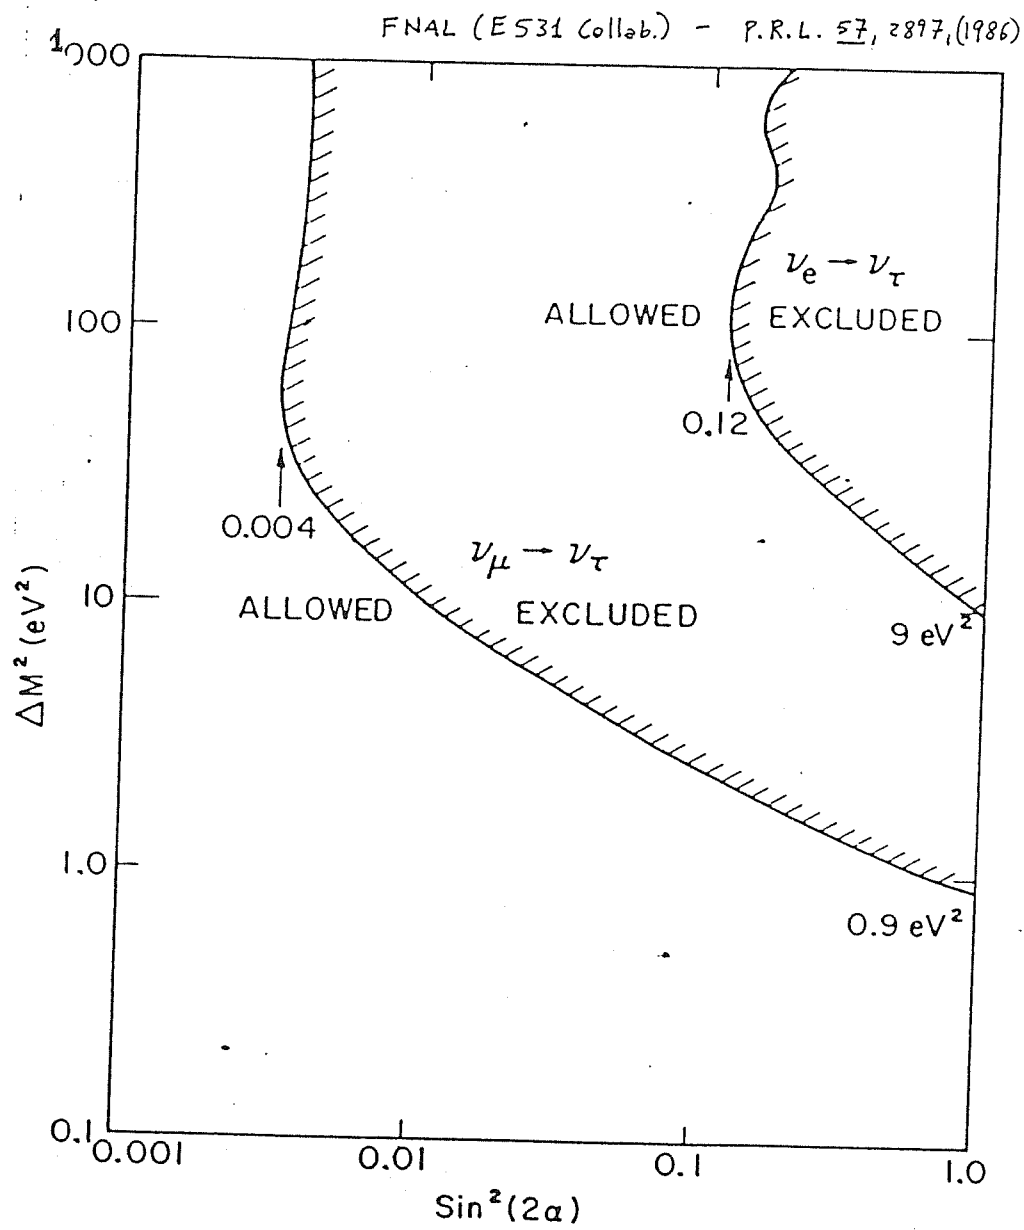 FNAL (E531 Collab.) - P.R.L. 57, 2897, (1986)
1000
νe → ντ
100
ALLOWED EXCLUDED
0.12
0.004
νμ → ντ
10
ALLOWED EXCLUDED
9 eV²
ΔM² (eV²)
1.0
0.9 eV²
0.1
0.001 0.01 0.1 1.0
Sin²(2α)